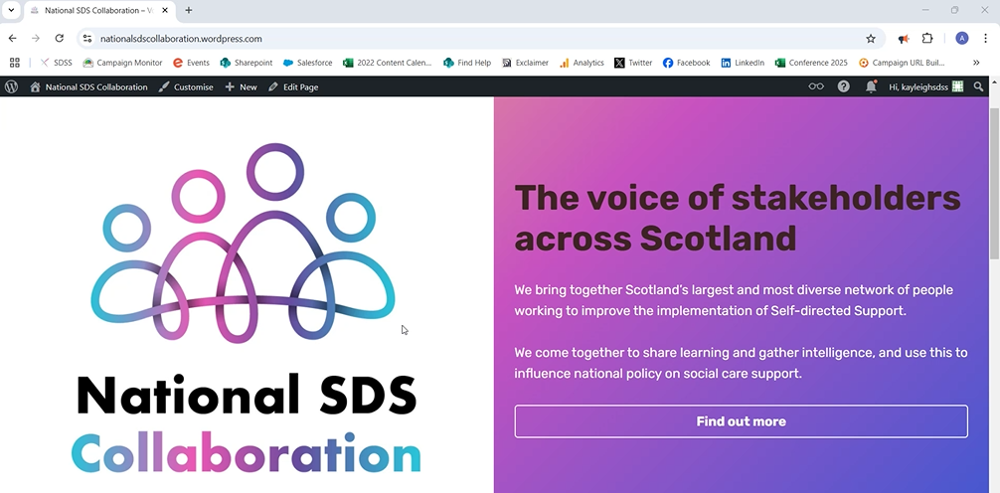 National SDS Collaboration – V
nationalsdscollaboration.wordpress.com
SDSS Campaign Monitor Events Sharepoint Salesforce 2022 Content Calen... Find Help Exclaimer Analytics Twitter Facebook LinkedIn Conference 2025 Campaign URL Buil...
National SDS Collaboration Customise New Edit Page Hi, kayleighsdss
The voice of stakeholders
across Scotland
We bring together Scotland's largest and most diverse network of people
working to improve the implementation of Self-directed Support.
We come together to share learning and gather intelligence, and use this to
influence national policy on social care support.
Find out more
National SDS
Collaboration